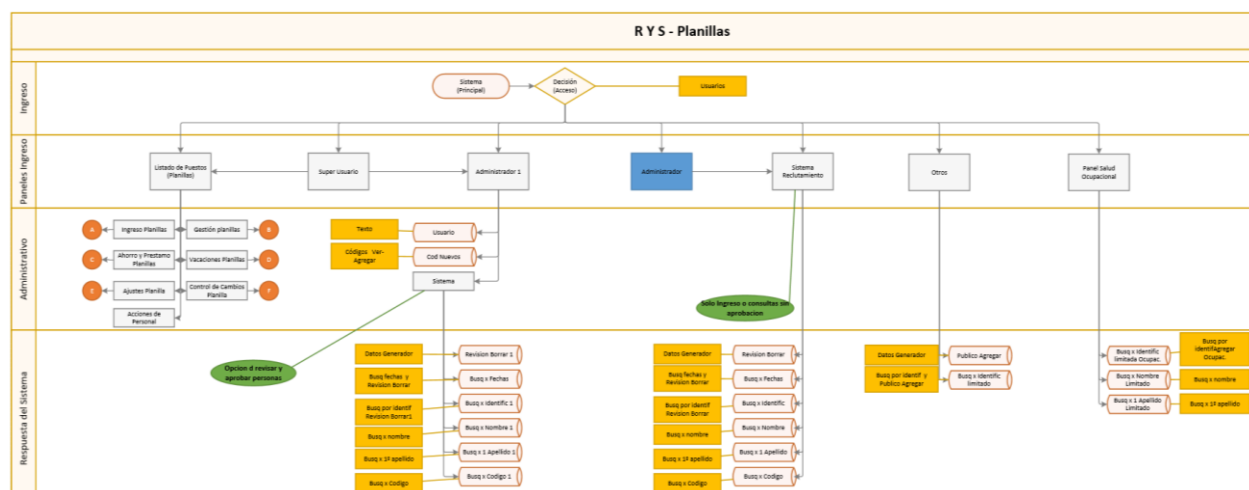 R Y S - Planillas
Ingreso
Sistema
(Principal)
Decisión
(Acceso)
Usuarios
Paneles Ingreso
Listado de Puestos
(Planillas)
Super Usuario
Administrador 1
Administrador
Sistema
Reclutamiento
Otros
Panel Salud
Ocupacional
Administrativo
A
Ingreso Planillas
Gestión planillas
B
C
Ahorro y Prestamo
Planillas
Vacaciones Planillas
D
E
Ajustes Planilla
Control de Cambios
Planilla
F
Acciones de
Personal
Texto
Usuario
Códigos Ver-
Agregar
Cod Nuevos
Sistema
Solo Ingreso o consultas sin
aprobacion
Opcion d revisar y
aprobar personas
Respuesta del Sistema
Datos Generador
Revision Borrar 1
Busq fechas y
Revision Borrar
Busq x Fechas
Busq por Identif
Revision Borrar1
Busq x Identific 1
Busq x nombre
Busq x Nombre 1
Busq x 1º apellido
Busq x 1 Apellido 1
Busq x Codigo
Busq x Codigo 1
Datos Generador
Revision Borrar
Busq fechas y
Revision Borrar
Busq x Fechas
Busq por Identif
Revision Borrar
Busq x Identific
Busq x nombre
Busq x Nombre
Busq x 1º apellido
Busq x 1 Apellido
Busq x Codigo
Busq x Codigo
Datos Generador
Publico Agregar
Busq por Identif y
Publico Agregar
Busq x Identific
limitado
Busq x Identific
limitada Ocupac.
Busq por
IdentifAgregar
Ocupac.
Busq x Nombre
Limitado
Busq x nombre
Busq x 1 Apellido
Limitado
Busq x 1º apellido